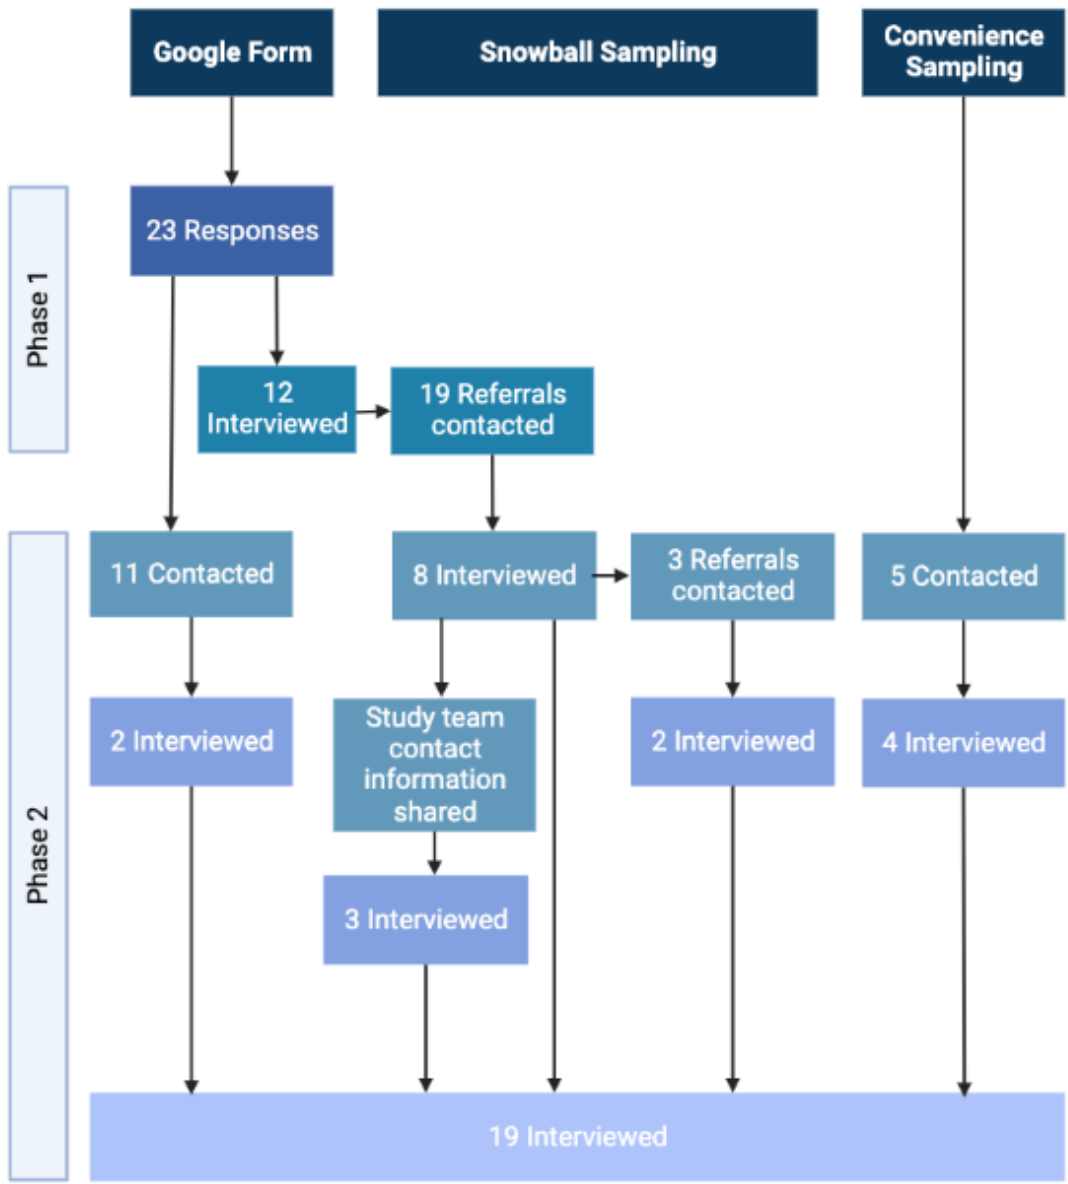 Google Form
Snowball Sampling
Convenience
Sampling
Phase 1
23 Responses
12
Interviewed
19 Referrals
contacted
Phase 2
11 Contacted
8 Interviewed
3 Referrals
contacted
5 Contacted
2 Interviewed
Study team
contact
information
shared
2 Interviewed
4 Interviewed
3 Interviewed
19 Interviewed